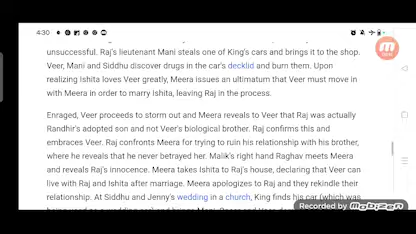 4:30
unsuccessful. Raj's lieutenant Mani steals one of King's cars and brings it to the shop.
Veer, Mani and Siddhu discover drugs in the car's decklid and burn them. Upon
realizing Ishita loves Veer greatly, Meera issues an ultimatum that Veer must move in
with Meera in order to marry Ishita, leaving Raj in the process.
Enraged, Veer proceeds to storm out and Meera reveals to Veer that Raj was actually
Randhir's adopted son and not Veer's biological brother. Raj confirms this and
embraces Veer. Raj confronts Meera for trying to ruin his relationship with his brother,
where he reveals that he never betrayed her. Malik's right hand Raghav meets Meera
and reveals Raj's innocence. Meera takes Ishita to Raj's house, declaring that Veer can
live with Raj and Ishita after marriage. Meera apologizes to Raj and they rekindle their
relationship. At Siddhu and Jenny's wedding in a church, King finds his car (which was
Recorded by MOBIZEN